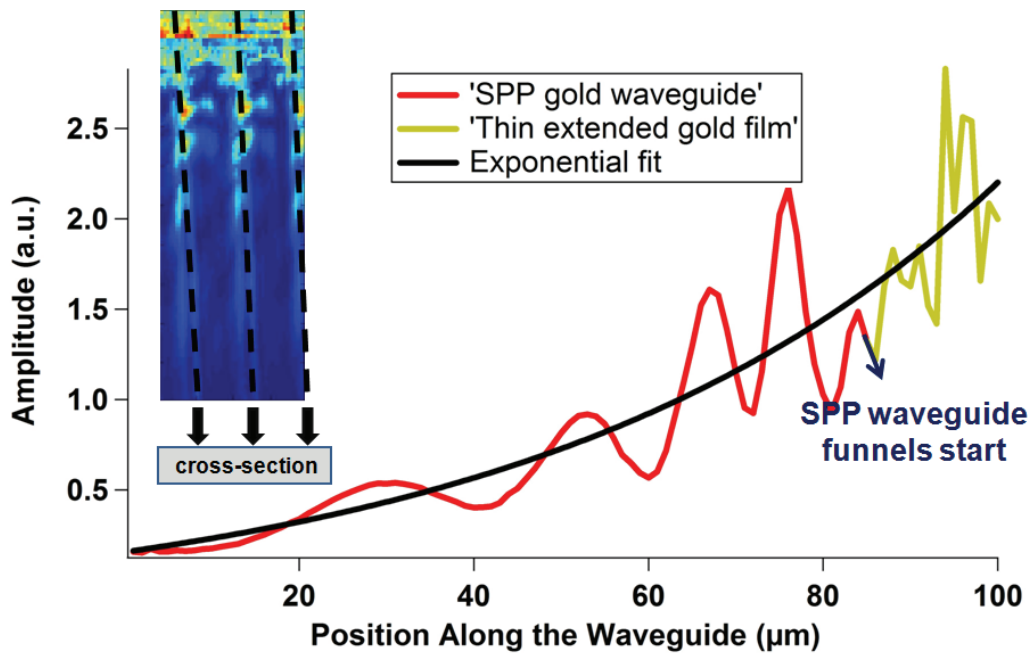 'SPP gold waveguide'
'Thin extended gold film'
Exponential fit
Amplitude (a.u.)
2.5
2.0
1.5
1.0
0.5
cross-section
SPP waveguide
funnels start
20
40
60
80
100
Position Along the Waveguide (µm)